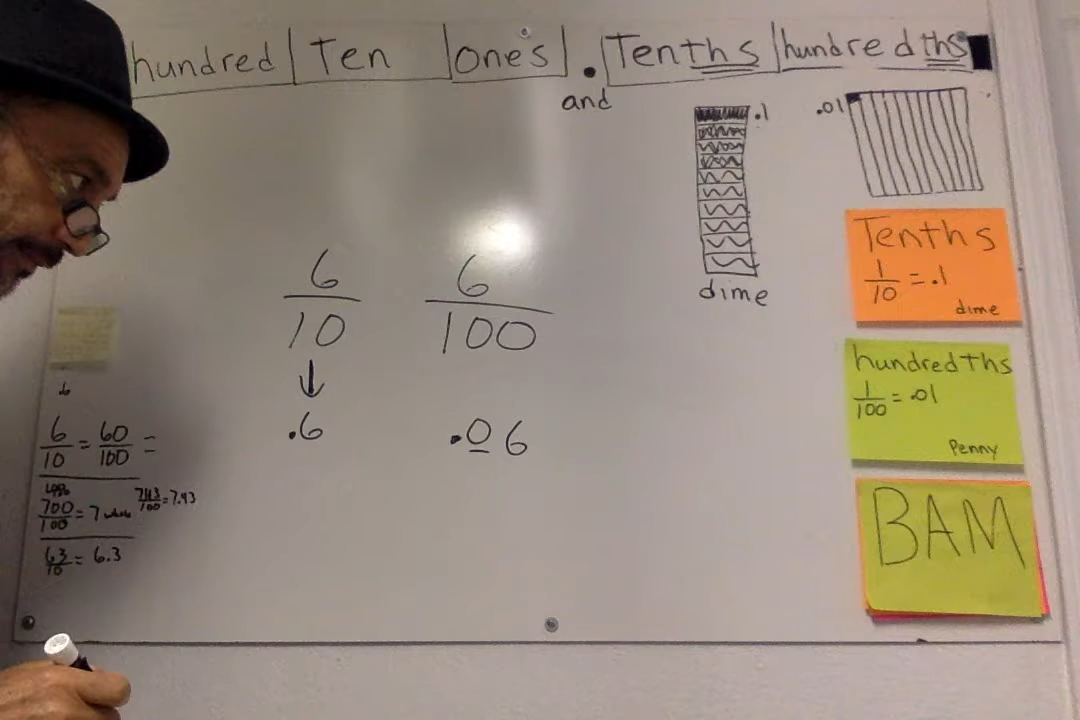 hundred Ten ones . Tenths hundredths
and
.1
.01
dime
Tenths
1/10 = .1
dime
hundredths
1/100 = .01
Penny
BAM
6/10 6/100
.6 .06
6/10 = 60/100 =
700/100 = 7 whole
743/100 = 7.43
63/10 = 6.3